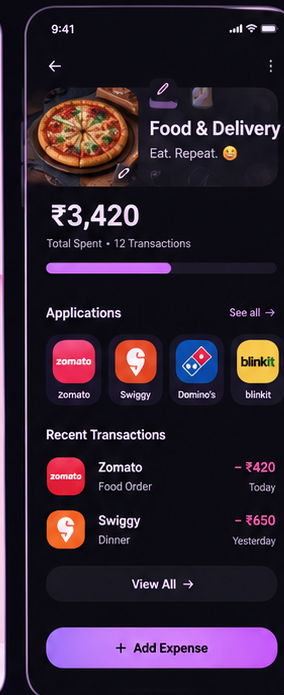 9:41
Food & Delivery
Eat. Repeat. 😄
₹3,420
Total Spent • 12 Transactions
Applications
See all →
zomato
blinkit
zomato
Swiggy
Domino's
blinkit
Recent Transactions
zomato
Zomato
– ₹420
Food Order
Today
Swiggy
– ₹650
Dinner
Yesterday
View All →
+ Add Expense